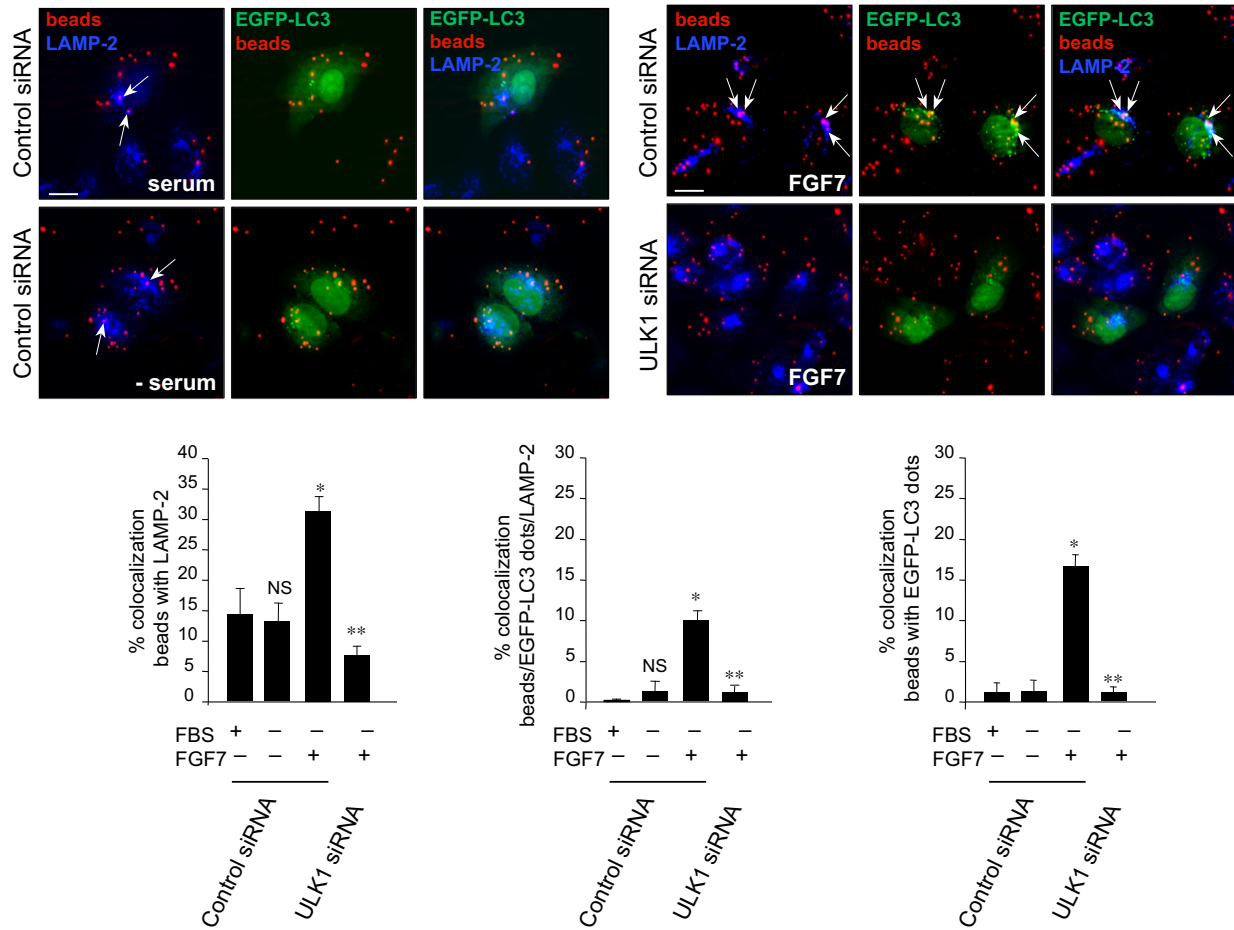 Control siRNA
beads
LAMP-2
serum
EGFP-LC3
beads
EGFP-LC3
beads
LAMP-2
Control siRNA
- serum
Control siRNA
beads
LAMP-2
FGF7
EGFP-LC3
beads
EGFP-LC3
beads
LAMP-2
ULK1 siRNA
FGF7
% colocalization
beads with LAMP-2
40
35
30
25
20
15
10
5
0
NS
*
**
FBS + – – –
FGF7 – – + +
Control siRNA
ULK1 siRNA
% colocalization
beads/EGFP-LC3 dots/LAMP-2
30
25
20
15
10
5
0
NS
*
**
FBS + – – –
FGF7 – – + +
Control siRNA
ULK1 siRNA
% colocalization
beads with EGFP-LC3 dots
30
25
20
15
10
5
0
*
**
FBS + – – –
FGF7 – – + +
Control siRNA
ULK1 siRNA